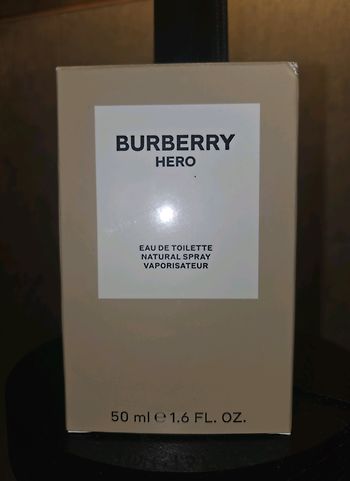 BURBERRY
HERO
EAU DE TOILETTE
NATURAL SPRAY
VAPORISATEUR
50 ml ℮ 1.6 FL. OZ.